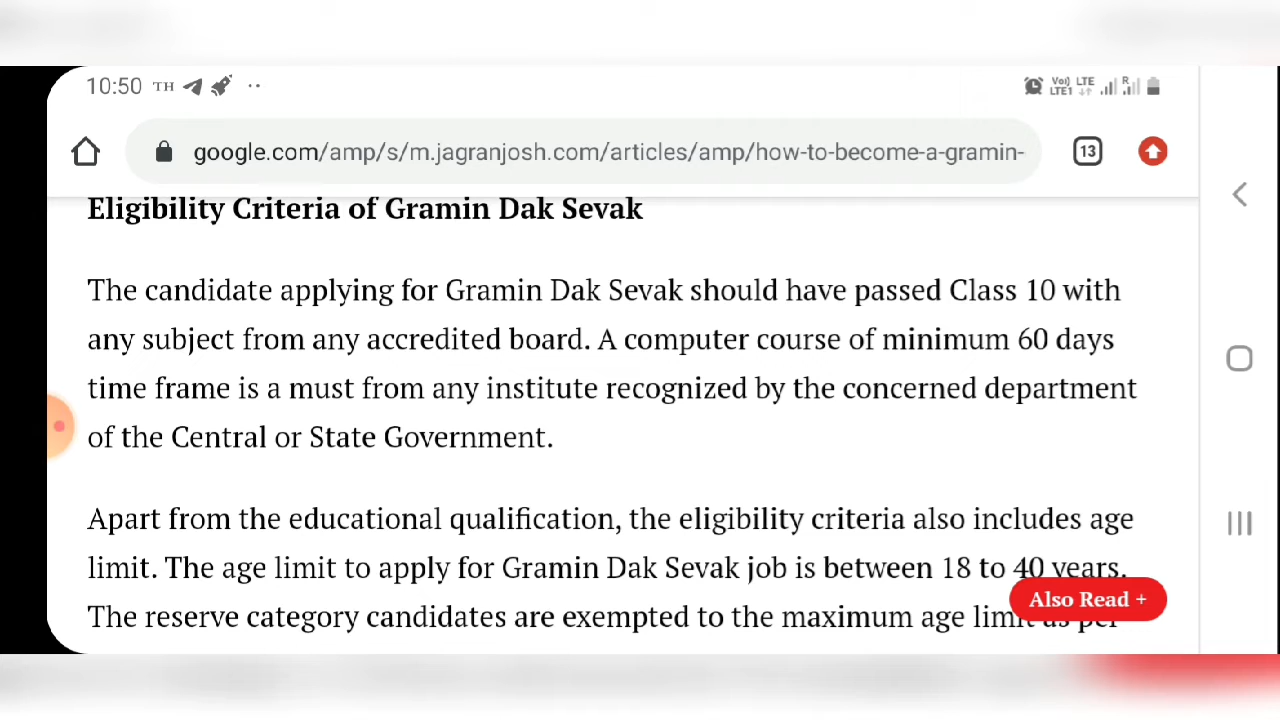 10:50 TH
Vo) LTE
LTE1 R
google.com/amp/s/m.jagranjosh.com/articles/amp/how-to-become-a-gramin-
13
Eligibility Criteria of Gramin Dak Sevak
The candidate applying for Gramin Dak Sevak should have passed Class 10 with
any subject from any accredited board. A computer course of minimum 60 days
time frame is a must from any institute recognized by the concerned department
of the Central or State Government.
Apart from the educational qualification, the eligibility criteria also includes age
limit. The age limit to apply for Gramin Dak Sevak job is between 18 to 40 years.
Also Read +
The reserve category candidates are exempted to the maximum age limit as per